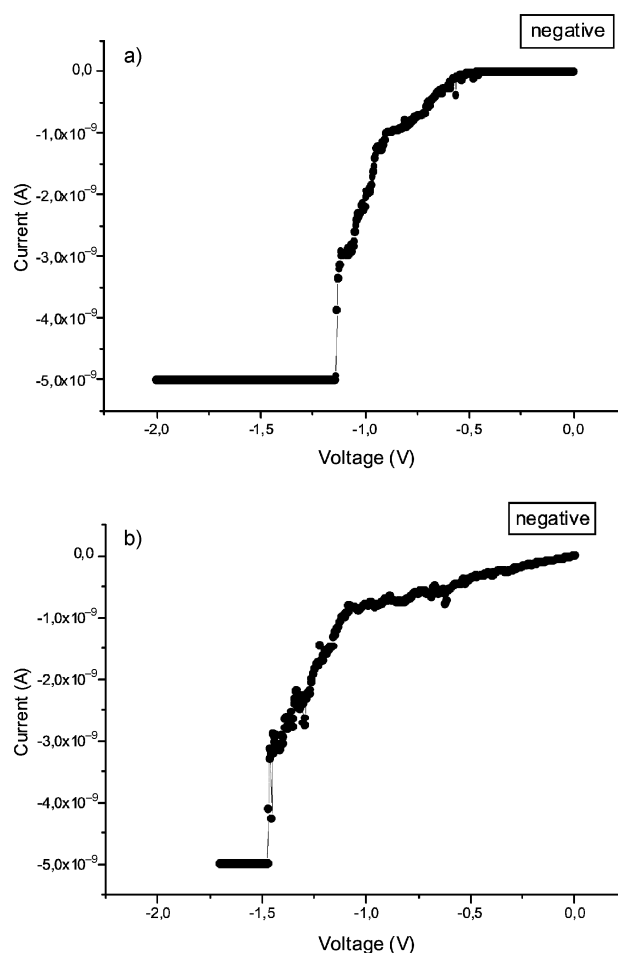 negative
a)
0,0
-1,0x10⁻⁹
-2,0x10⁻⁹
-3,0x10⁻⁹
-4,0x10⁻⁹
-5,0x10⁻⁹
Current (A)
-2,0 -1,5 -1,0 -0,5 0,0
Voltage (V)
negative
b)
0,0
-1,0x10⁻⁹
-2,0x10⁻⁹
-3,0x10⁻⁹
-4,0x10⁻⁹
-5,0x10⁻⁹
Current (A)
-2,0 -1,5 -1,0 -0,5 0,0
Voltage (V)